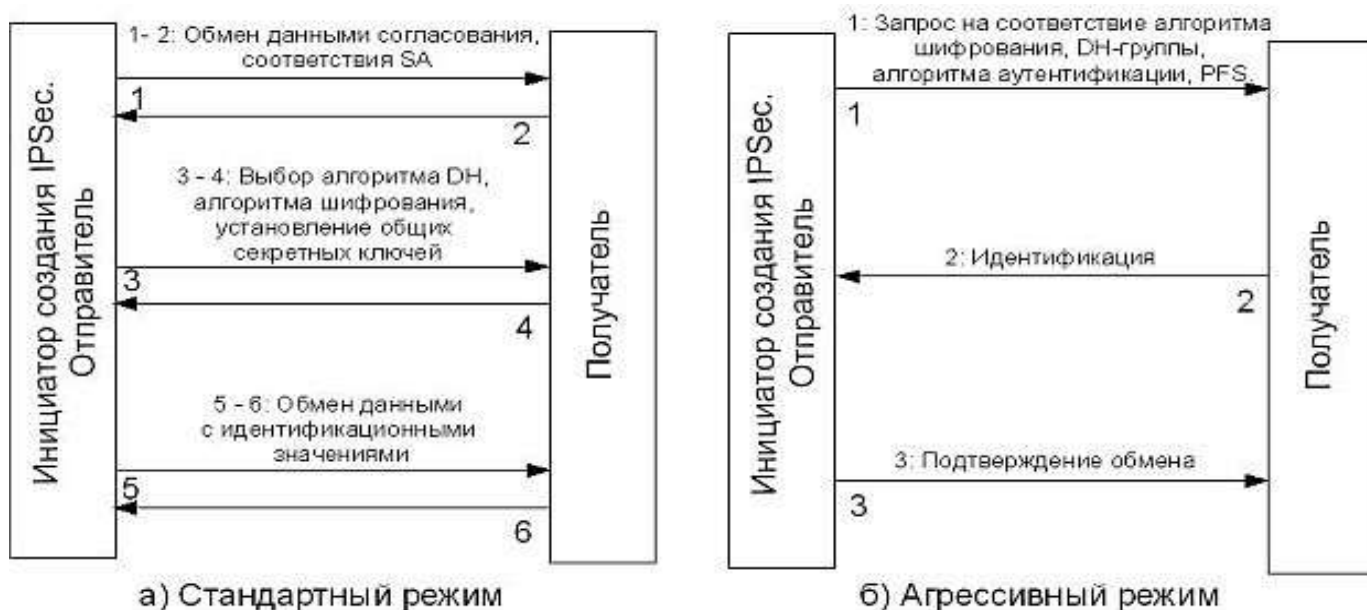 Инициатор создания IPSec.
Отправитель
1- 2: Обмен данными согласования,
соответствия SA
1
2
3 - 4: Выбор алгоритма DH,
алгоритма шифрования,
установление общих
секретных ключей
3
4
5 - 6: Обмен данными
с идентификационными
значениями
5
6
Получатель
а) Стандартный режим
Инициатор создания IPSec.
Отправитель
1: Запрос на соответствие алгоритма
шифрования, DH-группы,
алгоритма аутентификации, PFS.
1
2: Идентификация
2
3: Подтверждение обмена
3
Получатель
б) Агрессивный режим